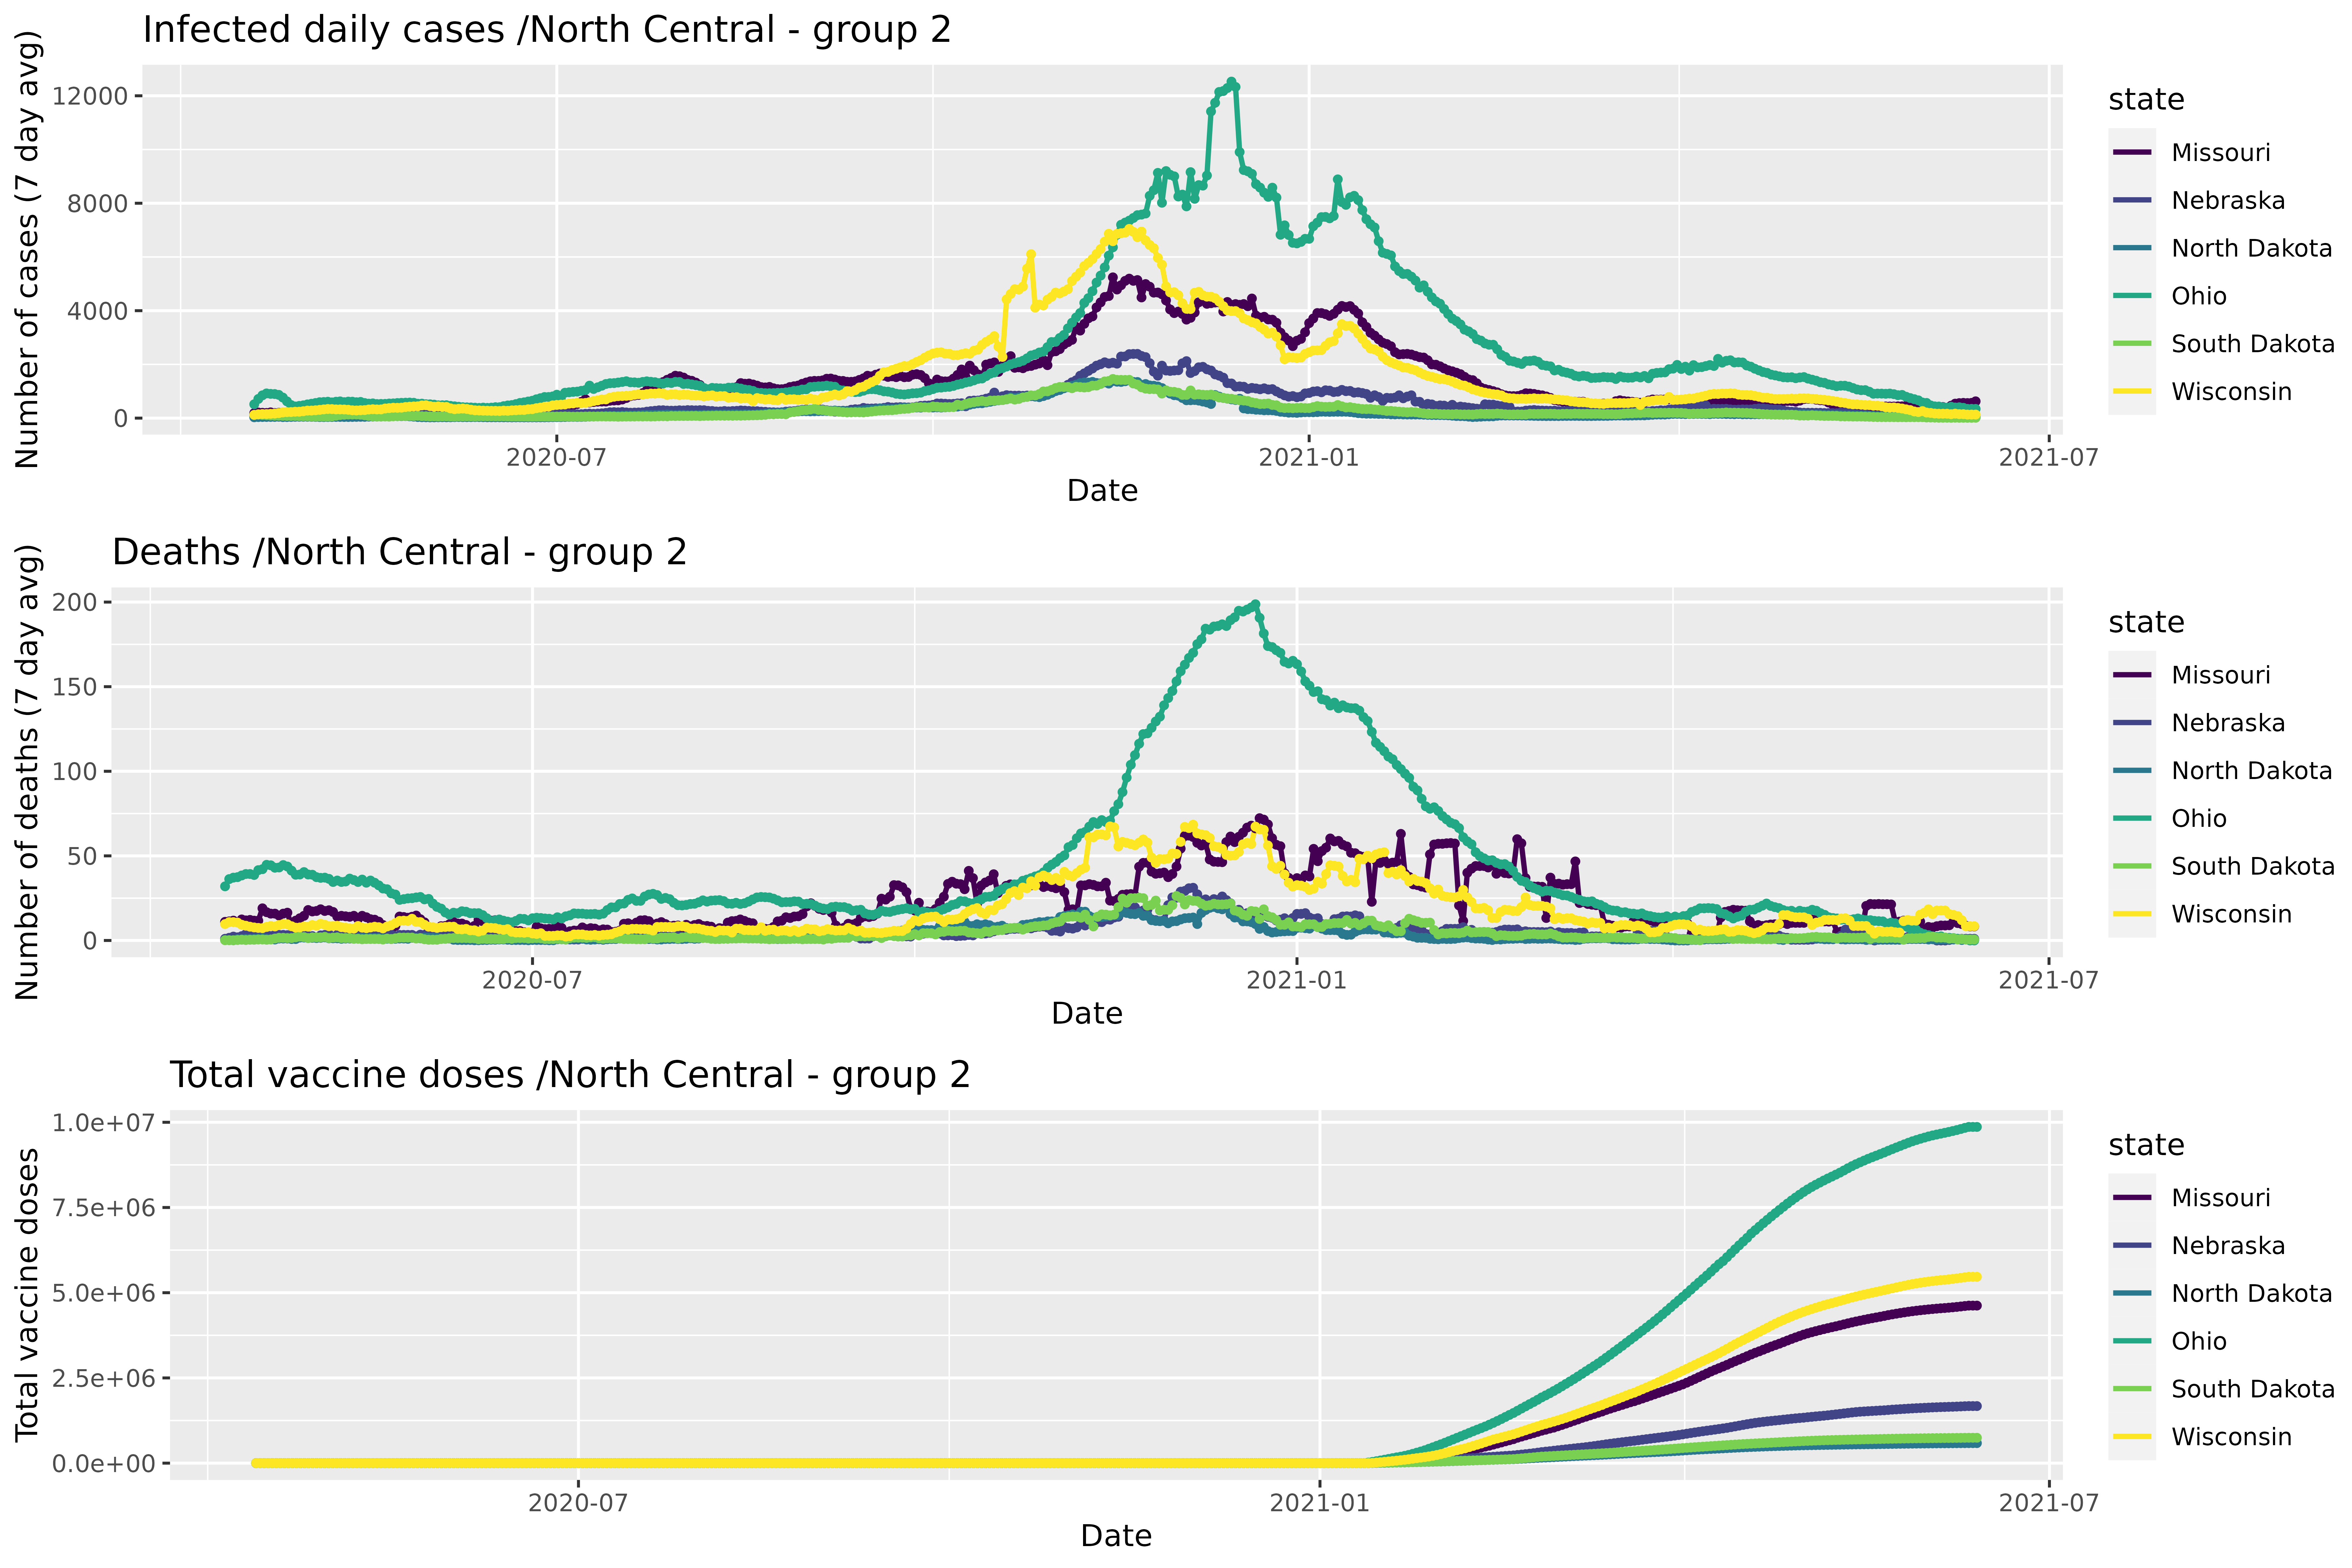 Infected daily cases /North Central - group 2
Number of cases (7 day avg)
12000
8000
4000
0
2020-07
2021-01
2021-07
Date
state
Missouri
Nebraska
North Dakota
Ohio
South Dakota
Wisconsin
Deaths /North Central - group 2
Number of deaths (7 day avg)
200
150
100
50
0
2020-07
2021-01
2021-07
Date
state
Missouri
Nebraska
North Dakota
Ohio
South Dakota
Wisconsin
Total vaccine doses /North Central - group 2
Total vaccine doses
1.0e+07
7.5e+06
5.0e+06
2.5e+06
0.0e+00
2020-07
2021-01
2021-07
Date
state
Missouri
Nebraska
North Dakota
Ohio
South Dakota
Wisconsin